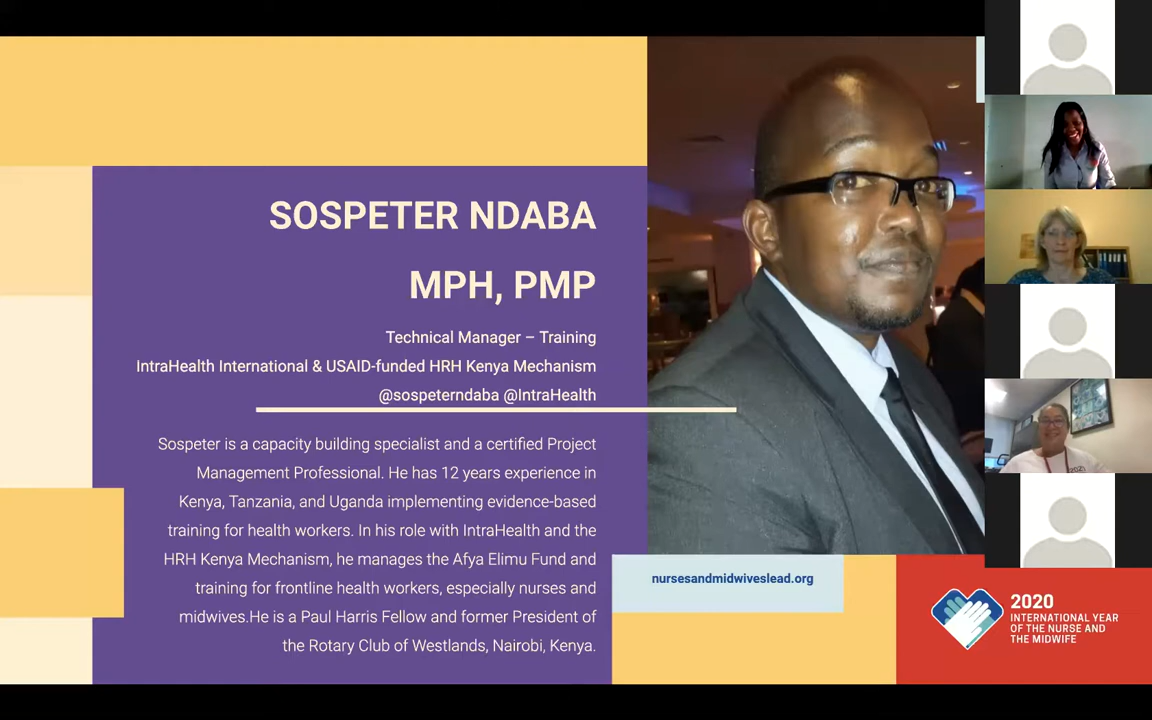 SOSPETER NDABA
MPH, PMP
Technical Manager – Training
IntraHealth International & USAID-funded HRH Kenya Mechanism
@sospeterndaba @IntraHealth
Sospeter is a capacity building specialist and a certified Project
Management Professional. He has 12 years experience in
Kenya, Tanzania, and Uganda implementing evidence-based
training for health workers. In his role with IntraHealth and the
HRH Kenya Mechanism, he manages the Afya Elimu Fund and
training for frontline health workers, especially nurses and
midwives.He is a Paul Harris Fellow and former President of
the Rotary Club of Westlands, Nairobi, Kenya.
nursesandmidwiveslead.org
2020
INTERNATIONAL YEAR
OF THE NURSE AND
THE MIDWIFE